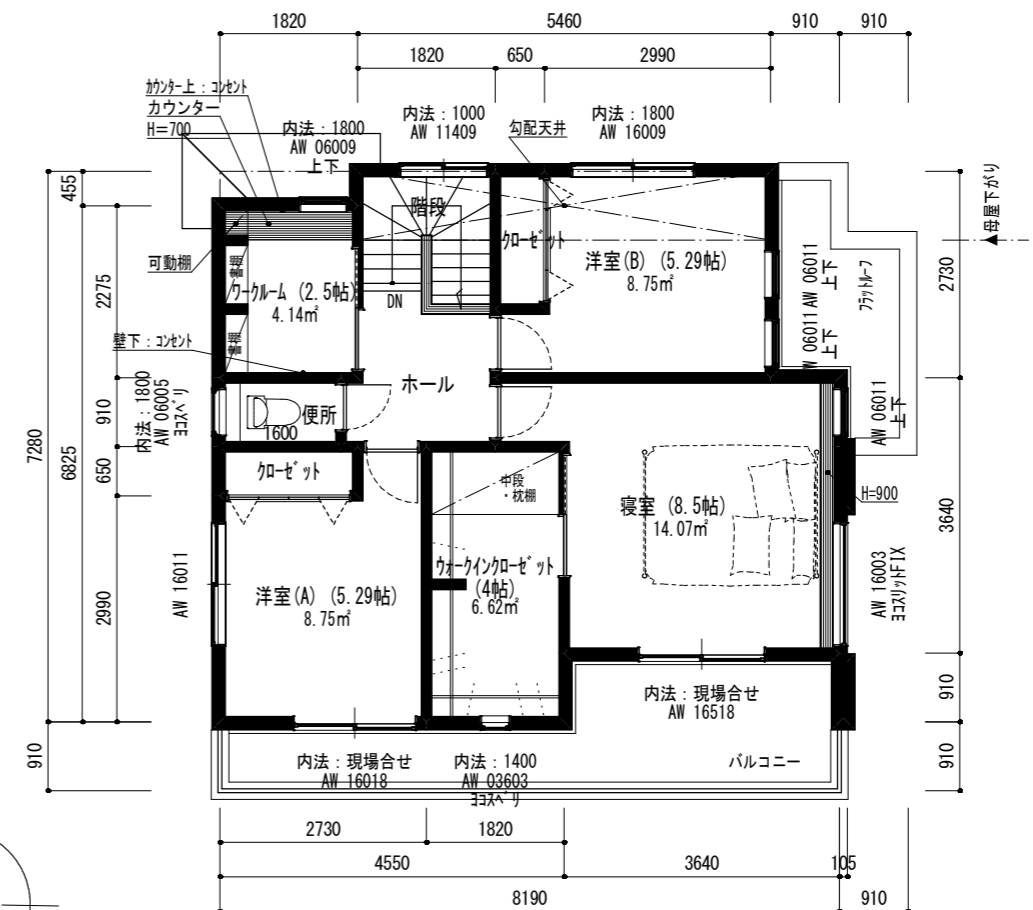 1820
5460
910
910
1820
650
2990
カウンター上：コンセント
カウンター
H=700
内法：1800
AW 06009
上下
内法：1000
AW 11409
勾配天井
内法：1800
AW 16009
母屋下がり
455
2275
910
650
2990
7280
6825
910
可動棚
書棚
書棚
ワークルーム (2.5帖)
4.14㎡
壁下：コンセント
階段
DN
クローゼット
洋室(B) (5.29帖)
8.75㎡
AW 06011
上下
AW 06011
上下
フラットルーフ
2730
内法：1800
AW 06005
ヨコスベリ
便所
1600
ホール
AW 06011
上下
クローゼット
中段
・枕棚
寝室 (8.5帖)
14.07㎡
H=900
3640
AW 16011
洋室(A) (5.29帖)
8.75㎡
ウォークインクローゼット
(4帖)
6.62㎡
AW 16003
ヨコスリットFIX
内法：現場合せ
AW 16518
910
910
内法：現場合せ
AW 16018
内法：1400
AW 03603
ヨコスベリ
バルコニー
2730
1820
4550
3640
105
8190
910